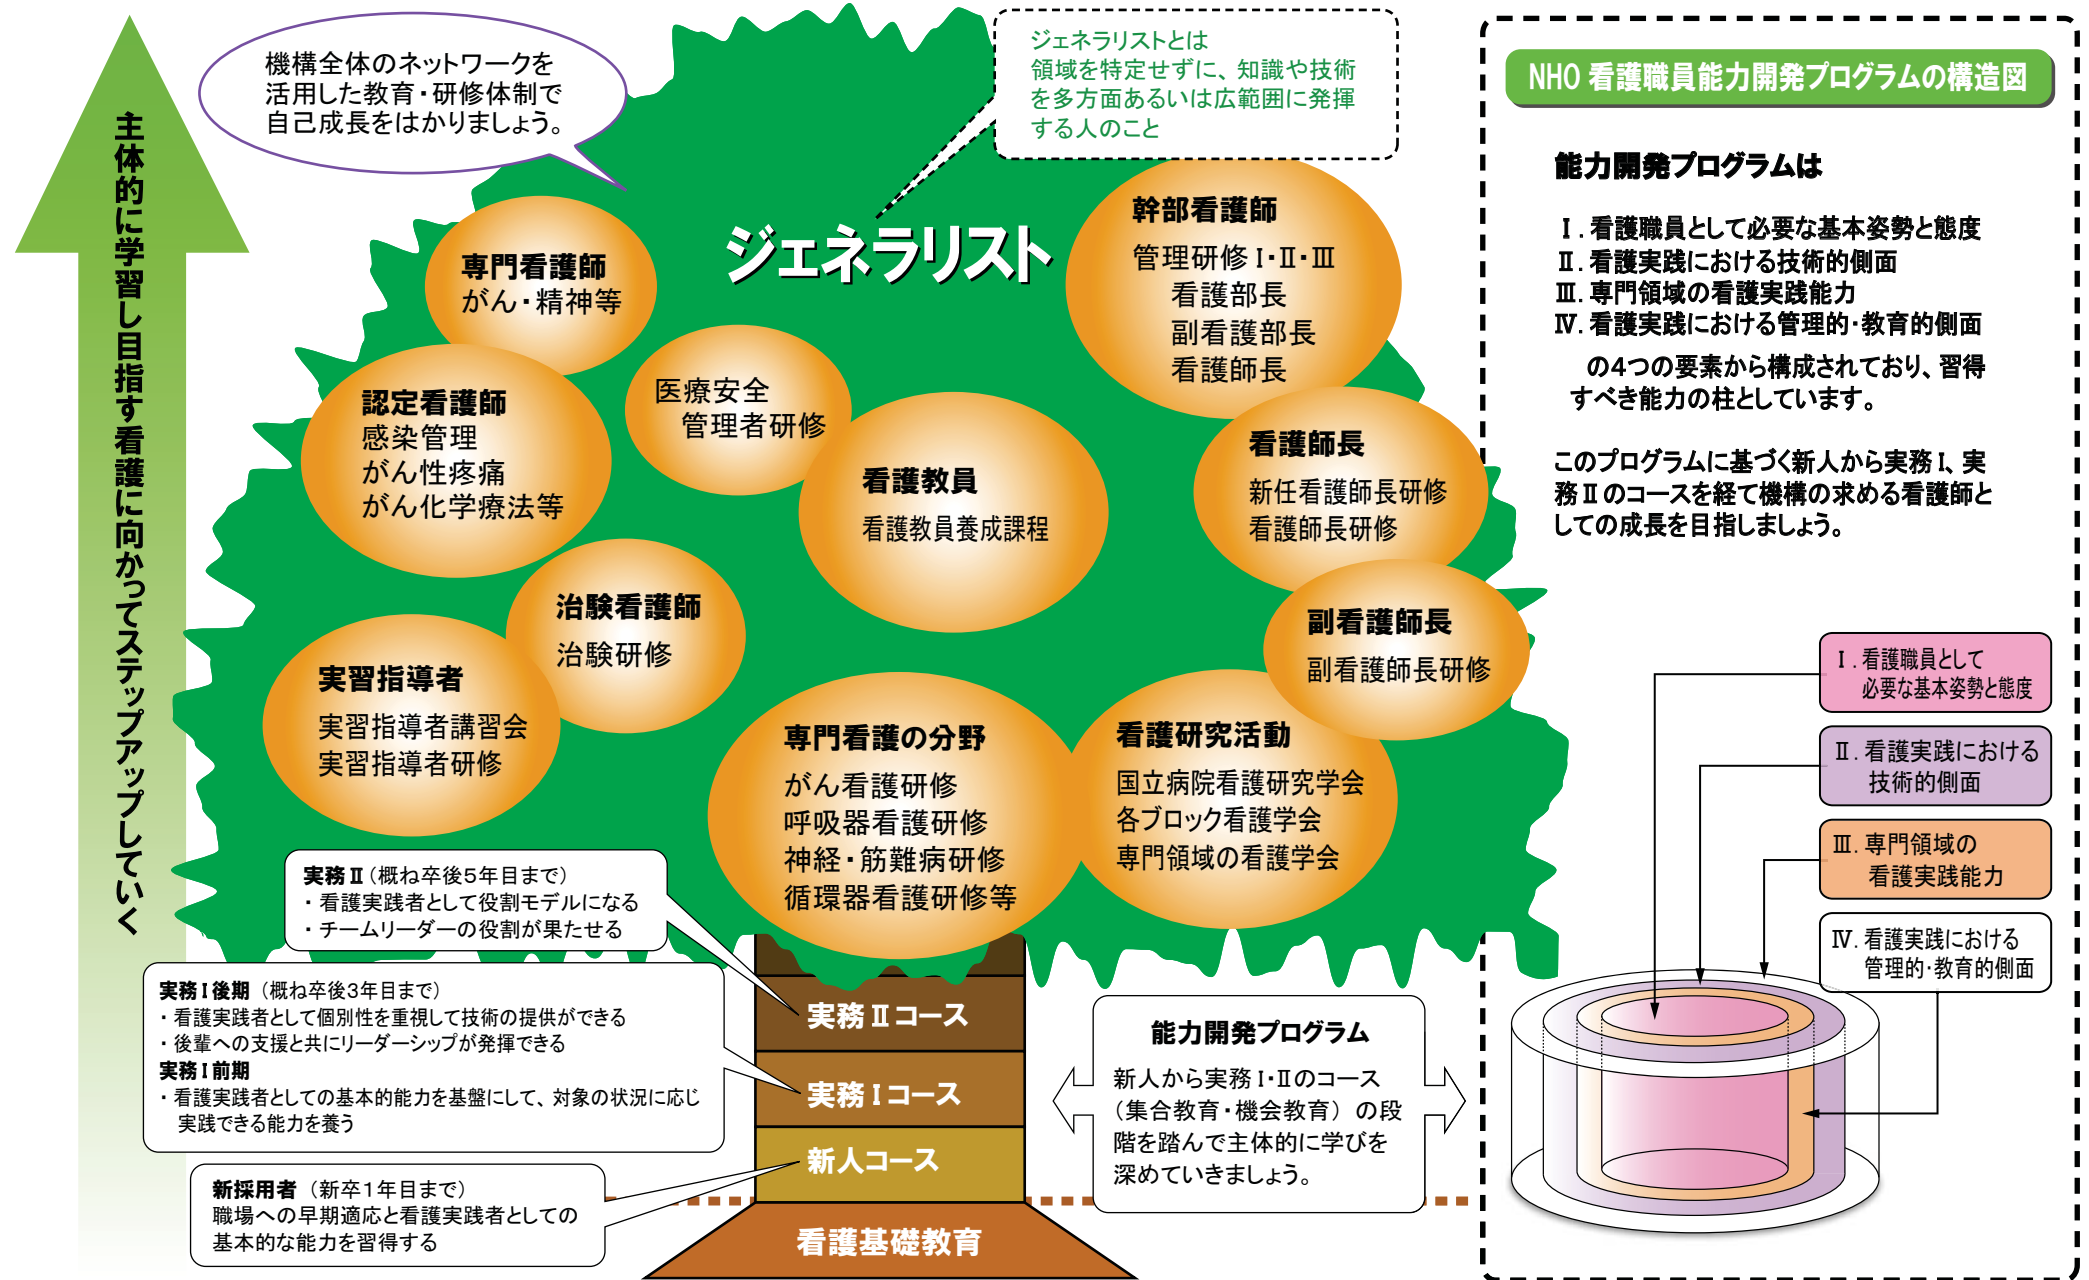 主体的に学習し目指す看護に向かってステップアップしていく
機構全体のネットワークを
活用した教育・研修体制で
自己成長をはかりましょう。
ジェネラリストとは
領域を特定せずに、知識や技術
を多方面あるいは広範囲に発揮
する人のこと
ジェネラリスト
専門看護師
がん・精神等
認定看護師
感染管理
がん性疼痛
がん化学療法等
医療安全
管理者研修
看護教員
看護教員養成課程
幹部看護師
管理研修Ⅰ・Ⅱ・Ⅲ
看護部長
副看護部長
看護師長
看護師長
新任看護師長研修
看護師長研修
副看護師長
副看護師長研修
治験看護師
治験研修
実習指導者
実習指導者講習会
実習指導者研修
専門看護の分野
がん看護研修
呼吸器看護研修
神経・筋難病研修
循環器看護研修等
看護研究活動
国立病院看護研究学会
各ブロック看護学会
専門領域の看護学会
実務Ⅱ（概ね卒後5年目まで）
・看護実践者として役割モデルになる
・チームリーダーの役割が果たせる
実務Ⅰ後期（概ね卒後3年目まで）
・看護実践者として個別性を重視して技術の提供ができる
・後輩への支援と共にリーダーシップが発揮できる
実務Ⅰ前期
・看護実践者としての基本的能力を基盤にして、対象の状況に応じ
実践できる能力を養う
新採用者（新卒1年目まで）
職場への早期適応と看護実践者としての
基本的な能力を習得する
実務Ⅱコース
実務Ⅰコース
新人コース
看護基礎教育
能力開発プログラム
新人から実務Ⅰ・Ⅱのコース
（集合教育・機会教育）の段
階を踏んで主体的に学びを
深めていきましょう。
NHO 看護職員能力開発プログラムの構造図
能力開発プログラムは
Ⅰ.看護職員として必要な基本姿勢と態度
Ⅱ.看護実践における技術的側面
Ⅲ.専門領域の看護実践能力
Ⅳ.看護実践における管理的・教育的側面
の4つの要素から構成されており、習得
すべき能力の柱としています。
このプログラムに基づく新人から実務Ⅰ、実
務Ⅱのコースを経て機構の求める看護師と
しての成長を目指しましょう。
Ⅰ.看護職員として
必要な基本姿勢と態度
Ⅱ.看護実践における
技術的側面
Ⅲ.専門領域の
看護実践能力
Ⅳ.看護実践における
管理的・教育的側面